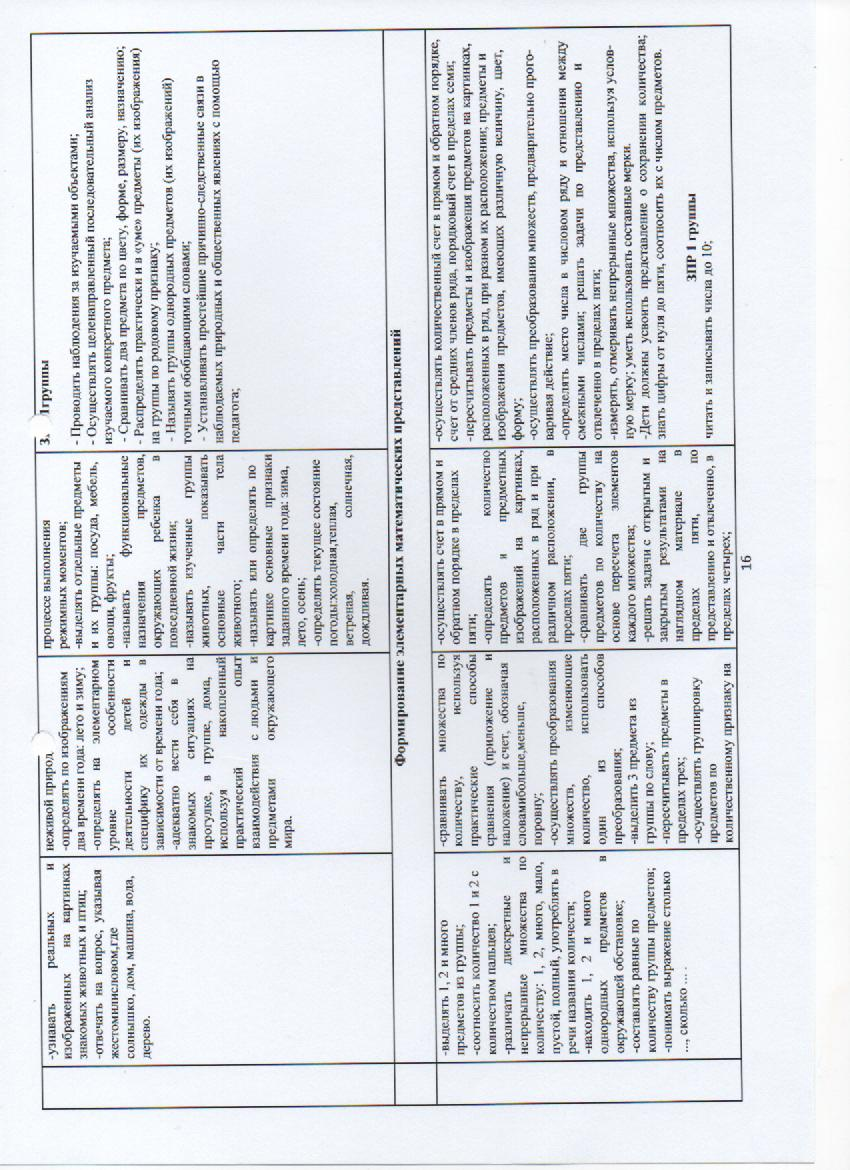 -узнавать реальных и
изображенных на картинках
знакомых животных и птиц;
-отвечать на вопрос, указывая
жестомилисловом,где
солнышко, дом, машина, вода,
дерево.
неживой природ
-определять по изображениям
два времени года: лето и зиму;
-определять на элементарном
уровне особенности
деятельности детей и
специфику их одежды в
зависимости от времени года;
-адекватно вести себя в
знакомых ситуациях на
прогулке, в группе, дома,
используя накопленный
практический опыт
взаимодействия с людьми и
предметами окружающего
мира.
процессе выполнения
режимных моментов;
-выделять отдельные предметы
и их группы: посуда, мебель,
овощи, фрукты;
-называть функциональные
назначения предметов,
окружающих ребенка в
повседневной жизни;
-называть изученные группы
животных, показывать
основные части тела
животного;
-называть или определять по
картинке основные признаки
заданного времени года: зима,
лето, осень;
-определять текущее состояние
погоды:холодная,теплая,
ветреная, солнечная,
дождливая.
3. группы
- Проводить наблюдения за изучаемыми объектами;
- Осуществлять целенаправленный последовательный анализ
изучаемого конкретного предмета;
- Сравнивать два предмета по цвету, форме, размеру, назначению;
- Распределять практически и в «уме» предметы (их изображения)
на группы по родовому признаку;
- Называть группы однородных предметов (их изображений)
точными обобщающими словами;
- Устанавливать простейшие причинно-следственные связи в
наблюдаемых природных и общественных явлениях с помощью
педагога;
Формирование элементарных математических представлений
-выделять 1, 2 и много
предметов из группы;
-соотносить количество 1 и 2 с
количеством пальцев;
-различать дискретные и
непрерывные множества по
количеству: 1, 2, много, мало,
пустой, полный, употреблять в
речи названия количеств;
-находить 1, 2 и много
однородных предметов в
окружающей обстановке;
-составлять равные по
количеству группы предметов;
-понимать выражение столько
..., сколько ... .
-сравнивать множества по
количеству, используя
практические способы
сравнения (приложение и
наложение) и счет, обозначая
словамибольше,меньше,
поровну;
-осуществлять преобразования
множеств, изменяющие
количество, использовать
один из способов
преобразования;
-выделить 3 предмета из
группы по слову;
-пересчитывать предметы в
пределах трех;
-осуществлять группировку
предметов по
количественному признаку на
-осуществлять счет в прямом и
обратном порядке в пределах
пяти;
-определять количество
предметов и предметных
изображений на картинках,
расположенных в ряд и при
различном расположении, в
пределах пяти;
-сравнивать две группы
предметов по количеству на
основе пересчета элементов
каждого множества;
-решать задачи с открытым и
закрытым результатами на
наглядном материале в
пределах пяти, по
представлению и отвлеченно, в
пределах четырех;
-осуществлять количественный счет в прямом и обратном порядке,
счет от средних членов ряда, порядковый счет в пределах семи;
-пересчитывать предметы и изображения предметов на картинках,
расположенных в ряд, при разном их расположении; предметы и
изображения предметов, имеющих различную величину, цвет,
форму;
-осуществлять преобразования множеств, предварительно прого-
варивая действие;
-определять место числа в числовом ряду и отношения между
смежными числами; решать задачи по представлению и
отвлеченно в пределах пяти;
-измерять, отмеривать непрерывные множества, используя услов-
ную мерку; уметь использовать составные мерки.
-Дети должны усвоить представление о сохранении количества;
знать цифры от нуля до пяти, соотносить их с числом предметов.
ЗПР 1 группы
читать и записывать числа до 10;
16